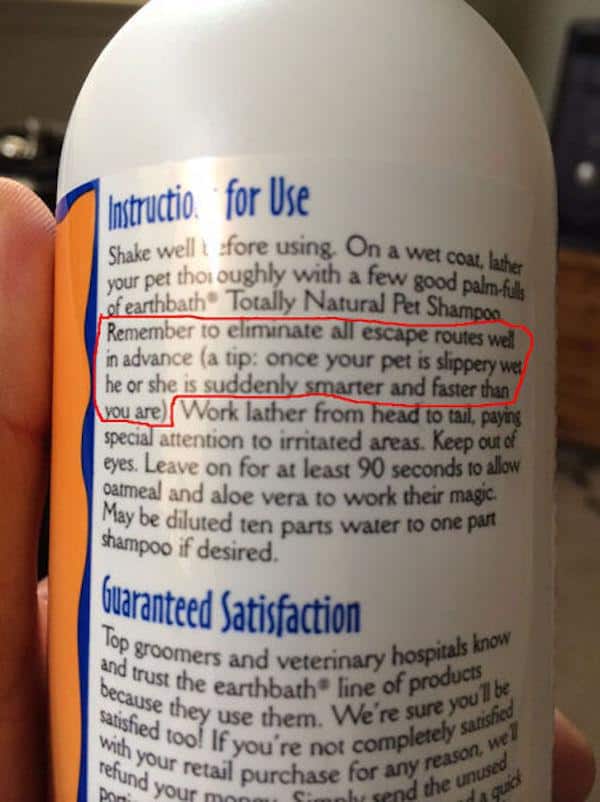 Instructio for Use
Shake well before using. On a wet coat, lather
your pet thoroughly with a few good palm-fulls
of earthbath® Totally Natural Pet Shampoo
Remember to eliminate all escape routes well
in advance (a tip: once your pet is slippery wet
he or she is suddenly smarter and faster than
you are) Work lather from head to tail, paying
special attention to irritated areas. Keep out of
eyes. Leave on for at least 90 seconds to allow
oatmeal and aloe vera to work their magic.
May be diluted ten parts water to one part
shampoo if desired.
Guaranteed Satisfaction
Top groomers and veterinary hospitals know
and trust the earthbath® line of products
because they use them. We're sure you'll be
satisfied too! If you're not completely satisfied
with your retail purchase for any reason, we'll
refund your money. Simply send the unused
a quick